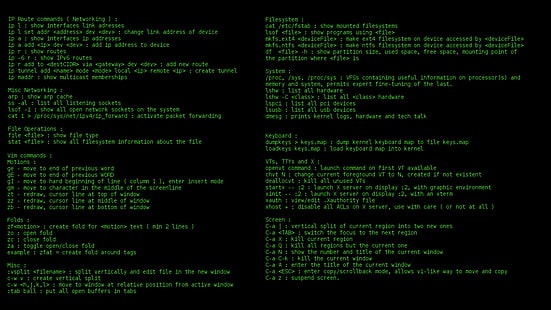 IP Route commands ( Networking ) :
ip l : show interfaces link adresses
ip l set addr <address> dev <dev> : change link address of device
ip a : show interfaces ip addresses
ip a add <ip> dev <dev> : add ip address to device
ip r : show routes
ip -6 r : show IPv6 routes
ip r add to <destCIDR> via <gateway> dev <dev> : add new route
ip tunnel add <name> mode <mode> local <ip> remote <ip> ; create tunnel
ip maddr : show multicast memberships
Misc Networking :
arp : show arp cache
ss -al : list all listening sockets
lsof -i : show all open network sockets on the system
cat 1 > /proc/sys/net/ipv4/ip_forward : activate packet forwarding
File Operations :
file <file> : show file type
stat <file> : show all filesystem information about the file
Vim commands :
Motions :
ge - move to end of previous word
gE - move to end of previous WORD
gI - move to hard beginning of line ( column 1 ), enter insert mode
gm - move to character in the middle of the screenline
zt - redraw, cursor line at top of window
zz - redraw, cursor line at middle of window
zb - redraw, cursor line at bottom of window
Folds :
zf<motion> : create fold for <motion> text ( min 2 lines )
zo : open fold
zc : close fold
za : toggle open/close fold
example : zfat = create fold around tags
Misc :
:vsplit <filename> : split vertically and edit file in the new window
c-w v : create vertical split
c-w <h,j,k,l> : move to window at relative position from active window
:tab ball : put all open buffers in tabs
Filesystem :
cat /etc/fstab : show mounted filesystems
lsof <file> : show programs using <file>
mkfs.ext4 <deviceFile> : make ext4 filesystem on device accessed by <deviceFile>
mkfs.ntfs <deviceFile> : make ntfs filesystem on device accessed by <deviceFile>
df <file> -h : show partition size, used space, free space, mounting point of
the partition where <file> is
System :
/proc, /sys, /proc/sys : VFSs containing useful information on processor(s) and
memory and system, permits expert fine-tuning of the last.
lshw : list all hardware
lshw -C <class> : list all <class> hardware
lspci : list all pci devices
lsusb : list all usb devices
dmesg : prints kernel logs, hardware and tech talk
Keyboard :
dumpkeys > keys.map : dump kernel keyboard map to file keys.map
loadkeys keys.map : load keyboard map into kernel
VTs, TTYs and X :
openvt command : launch command on first VT available
chvt N : change current foreground VT to N, created if not existent
deallocvt : kill all unused VTs
startx -- :2 : launch X server on display :2, with graphic environment
xinit -- :2 : launch X server on display :2, with an xterm
xauth : view/edit .Xauthority file
xhost + : disable all ACLs on X server, use with care ( or not at all )
Screen :
C-a | : vertical split of current region into two new ones
C-a <TAB> : switch the focus to the next region
C-a X : kill current region
C-a Q : kill all regions but the current one
C-a N : show the number and title of the current window
C-a C-k : kill the current window
C-a A : enter the title of the current window
C-a <ESC> : enter copy/scrollback mode, allows vi-like way to move and copy
C-a z : suspend screen.